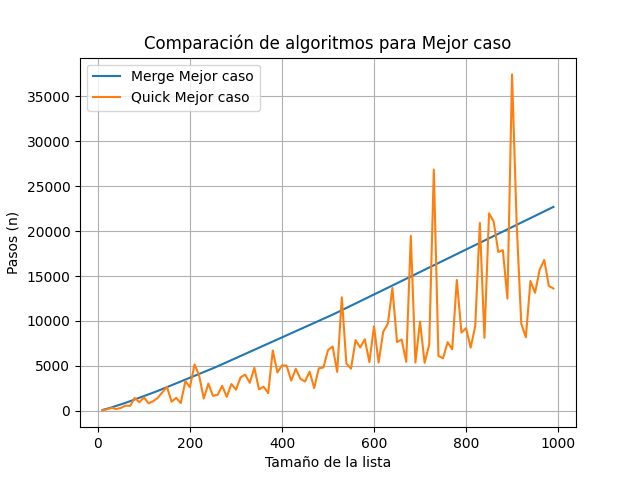 Comparación de algoritmos para Mejor caso
Merge Mejor caso
Quick Mejor caso
35000
30000
25000
20000
15000
10000
5000
0
Pasos (n)
0 200 400 600 800 1000
Tamaño de la lista